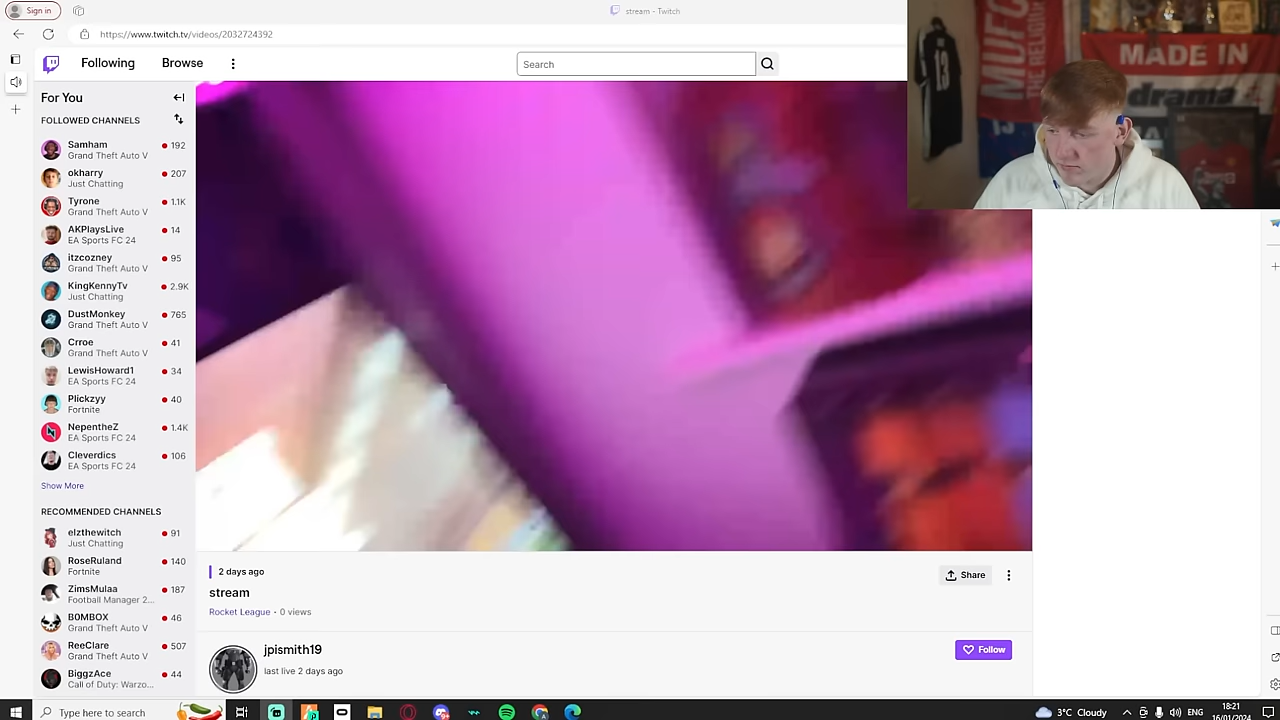 Sign in
stream - Twitch
https://www.twitch.tv/videos/2032724392
Following
Browse
Search
For You
FOLLOWED CHANNELS
Samham 192
Grand Theft Auto V
okharry 207
Just Chatting
Tyrone 1.1K
Grand Theft Auto V
AKPlaysLive 14
EA Sports FC 24
itzcozney 95
Grand Theft Auto V
KingKennyTv 2.9K
Just Chatting
DustMonkey 765
Grand Theft Auto V
Crroe 41
Grand Theft Auto V
LewisHoward1 34
EA Sports FC 24
Plickzyy 40
Fortnite
NepentheZ 1.4K
EA Sports FC 24
Cleverdics 106
EA Sports FC 24
Show More
RECOMMENDED CHANNELS
elzthewitch 91
Just Chatting
RoseRuland 140
Fortnite
ZimsMulaa 187
Football Manager 2...
B0MBOX 46
Grand Theft Auto V
ReeClare 507
Grand Theft Auto V
BiggzAce 44
Call of Duty: Warzo...
MUFC
THE RELIGION
13
MADE IN
drama
13
2 days ago
Share
stream
Rocket League • 0 views
jpismith19
Follow
last live 2 days ago
Type here to search
3°C Cloudy
ENG
18:21
16/01/2024